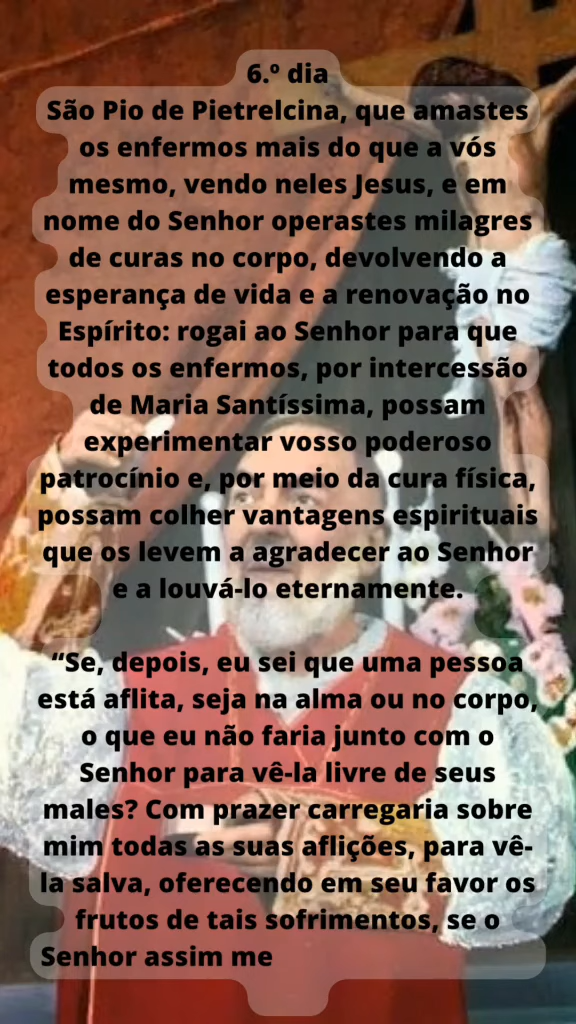 6.º dia
São Pio de Pietrelcina, que amastes
os enfermos mais do que a vós
mesmo, vendo neles Jesus, e em
nome do Senhor operastes milagres
de curas no corpo, devolvendo a
esperança de vida e a renovação no
Espírito: rogai ao Senhor para que
todos os enfermos, por intercessão
de Maria Santíssima, possam
experimentar vosso poderoso
patrocínio e, por meio da cura física,
possam colher vantagens espirituais
que os levem a agradecer ao Senhor
e a louvá-lo eternamente.
“Se, depois, eu sei que uma pessoa
está aflita, seja na alma ou no corpo,
o que eu não faria junto com o
Senhor para vê-la livre de seus
males? Com prazer carregaria sobre
mim todas as suas aflições, para vê-
la salva, oferecendo em seu favor os
frutos de tais sofrimentos, se o
Senhor assim me